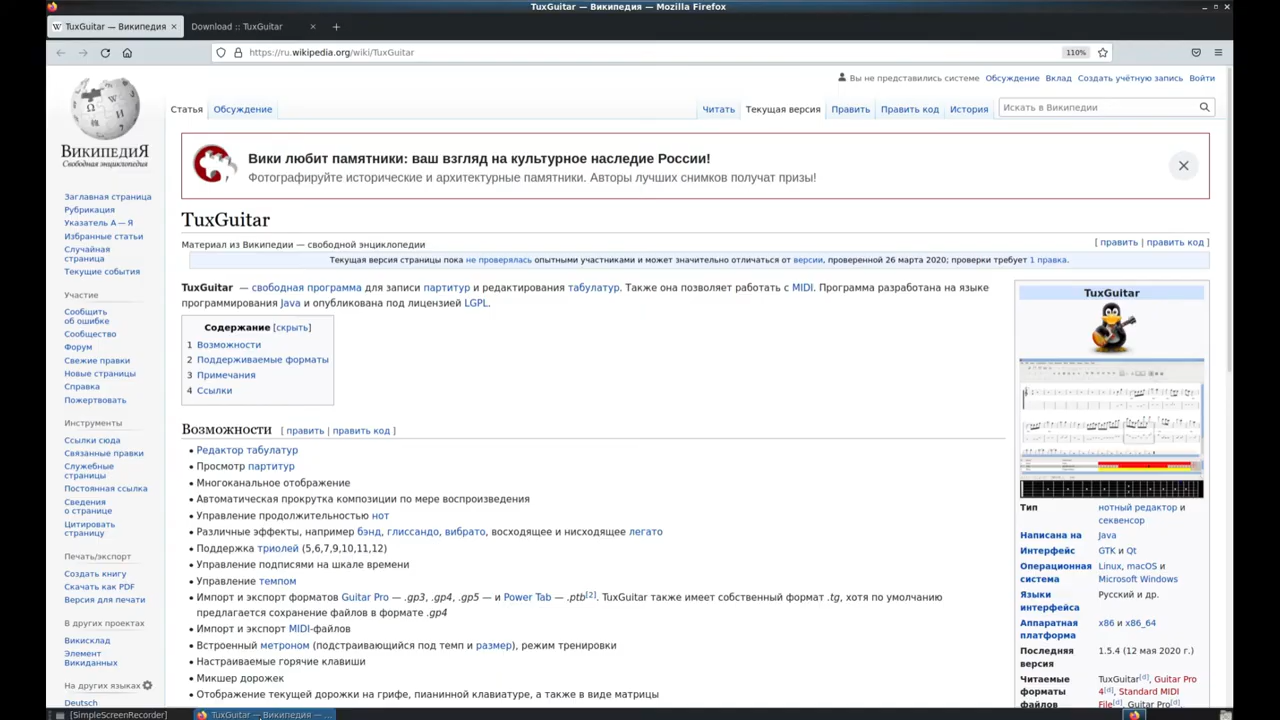 TuxGuitar — Википедия — Mozilla Firefox
TuxGuitar — Википедия
Download :: TuxGuitar
https://ru.wikipedia.org/wiki/TuxGuitar
110%
Вы не представились системе Обсуждение Вклад Создать учётную запись Войти
Статья Обсуждение
Читать Текущая версия Править Править код История
Искать в Википедии
ВИКИПЕДИЯ
Свободная энциклопедия
Заглавная страница
Рубрикация
Указатель А — Я
Избранные статьи
Случайная
страница
Текущие события
Участие
Сообщить
об ошибке
Сообщество
Форум
Свежие правки
Новые страницы
Справка
Пожертвовать
Инструменты
Ссылки сюда
Связанные правки
Служебные
страницы
Постоянная ссылка
Сведения
о странице
Цитировать
страницу
Печать/экспорт
Создать книгу
Скачать как PDF
Версия для печати
В других проектах
Викисклад
Элемент
Викиданных
На других языках
Deutsch
Вики любит памятники: ваш взгляд на культурное наследие России!
Фотографируйте исторические и архитектурные памятники. Авторы лучших снимков получат призы!
TuxGuitar
Материал из Википедии — свободной энциклопедии
[ править | править код ]
Текущая версия страницы пока не проверялась опытными участниками и может значительно отличаться от версии, проверенной 26 марта 2020; проверки требует 1 правка.
TuxGuitar — свободная программа для записи партитур и редактирования табулатур. Также она позволяет работать с MIDI. Программа разработана на языке
программирования Java и опубликована под лицензией LGPL.
Содержание [скрыть]
1 Возможности
2 Поддерживаемые форматы
3 Примечания
4 Ссылки
Возможности [ править | править код ]
• Редактор табулатур
• Просмотр партитур
• Многоканальное отображение
• Автоматическая прокрутка композиции по мере воспроизведения
• Управление продолжительностью нот
• Различные эффекты, например бэнд, глиссандо, вибрато, восходящее и нисходящее легато
• Поддержка триолей (5,6,7,9,10,11,12)
• Управление подписями на шкале времени
• Управление темпом
• Импорт и экспорт форматов Guitar Pro — .gp3, .gp4, .gp5 — и Power Tab — .ptb[2]. TuxGuitar также имеет собственный формат .tg, хотя по умолчанию
предлагается сохранение файлов в формате .gp4
• Импорт и экспорт MIDI-файлов
• Встроенный метроном (подстраивающийся под темп и размер), режим тренировки
• Настраиваемые горячие клавиши
• Микшер дорожек
• Отображение текущей дорожки на грифе, пианинной клавиатуре, а также в виде матрицы
TuxGuitar
Тип нотный редактор и
секвенсор
Написана на Java
Интерфейс GTK и Qt
Операционная Linux, macOS и
система Microsoft Windows
Языки Русский и др.
интерфейса
Аппаратная x86 и x86_64
платформа
Последняя 1.5.4 (12 мая 2020 г.)
версия
Читаемые TuxGuitar[d], Guitar Pro
форматы 4[d], Standard MIDI
файлов File[d], Guitar Pro[d],
[SimpleScreenRecorder]
TuxGuitar — Википедия — ...